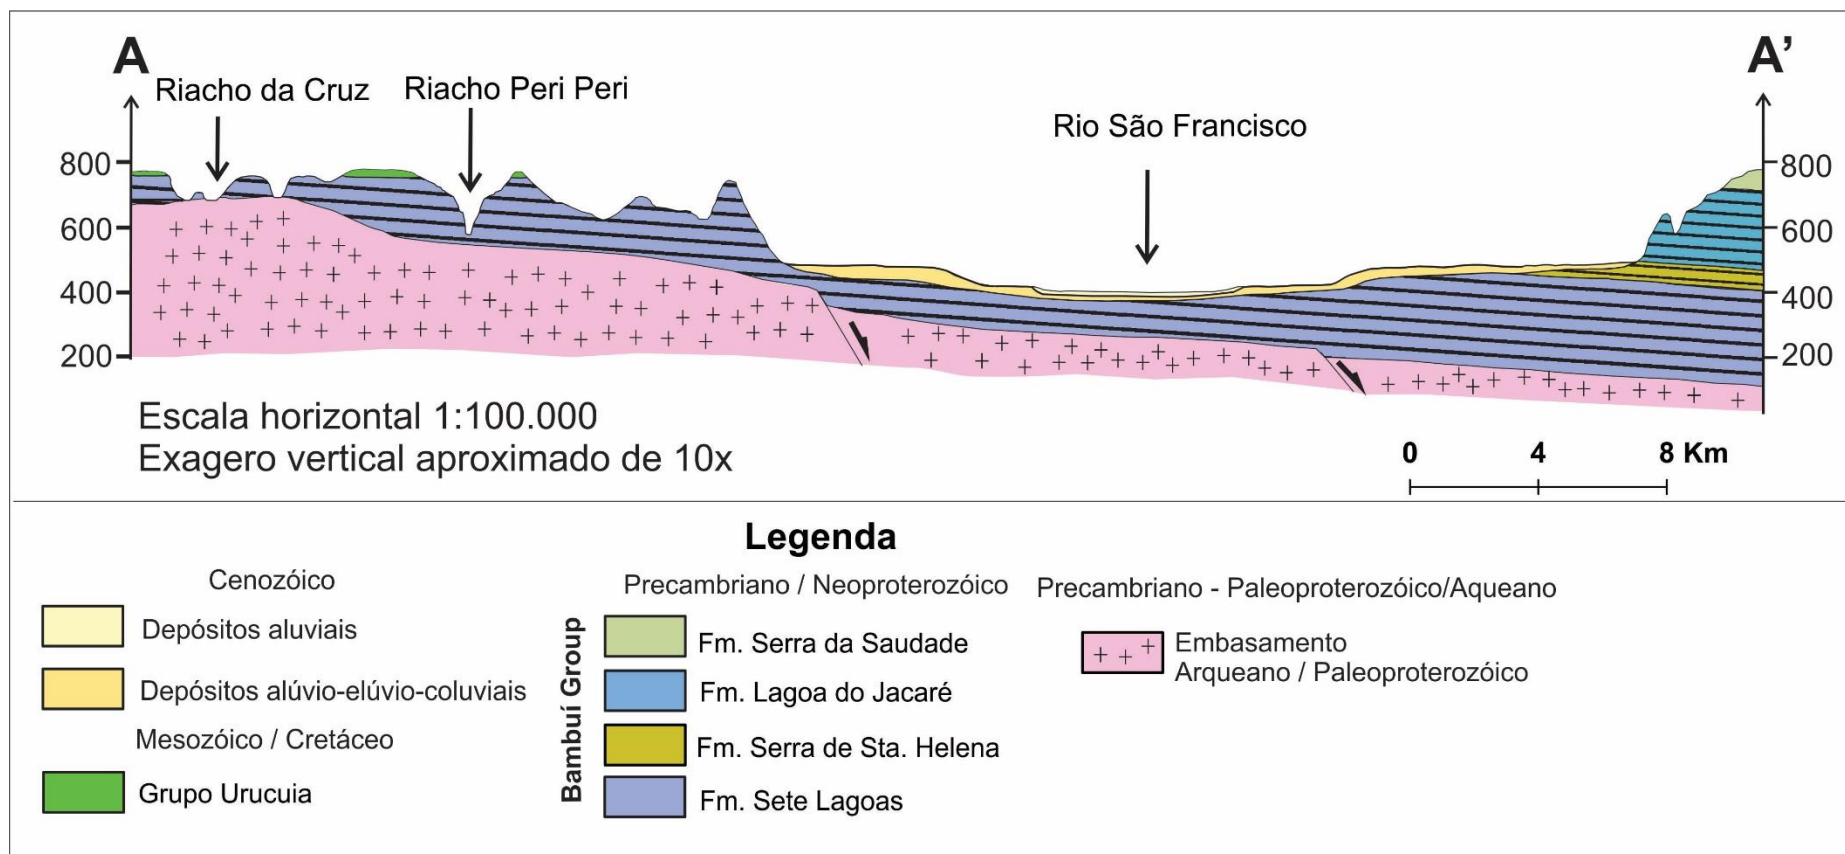 A
A’
Riacho da Cruz
Riacho Peri Peri
Rio São Francisco
800
600
400
200
800
600
400
200
Escala horizontal 1:100.000
Exagero vertical aproximado de 10x
0 4 8 Km
Legenda
Cenozóico
Depósitos aluviais
Depósitos alúvio-elúvio-coluviais
Mesozóico / Cretáceo
Grupo Urucuia
Precambriano / Neoproterozóico
Bambuí Group
Fm. Serra da Saudade
Fm. Lagoa do Jacaré
Fm. Serra de Sta. Helena
Fm. Sete Lagoas
Precambriano - Paleoproterozóico/Aqueano
Embasamento
Arqueano / Paleoproterozóico